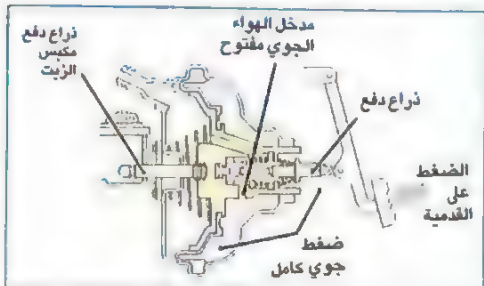 ذراع دفع
مكبس
الزيت
مدخل الهواء
الجوي مفتوح
ذراع دفع
الضغط
على
القدمية
ضغط
جوي كامل